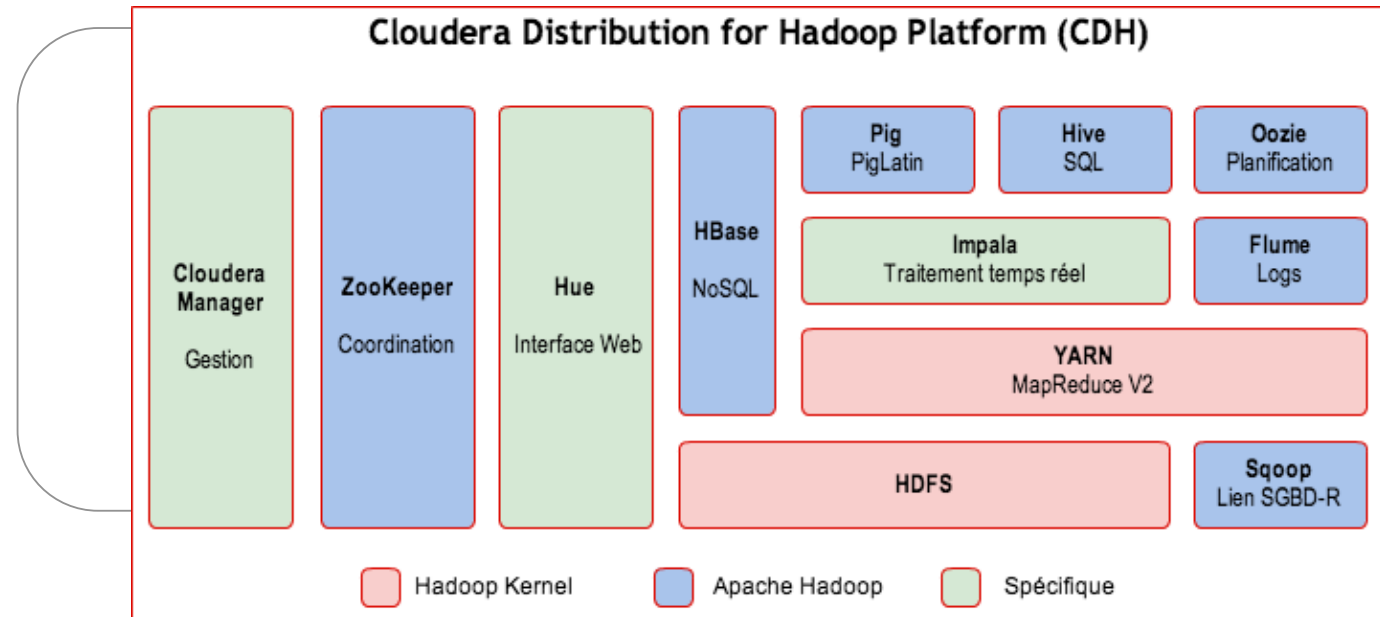 Cloudera Distribution for Hadoop Platform (CDH)
Cloudera
Manager
Gestion
ZooKeeper
Coordination
Hue
Interface Web
HBase
NoSQL
Pig
PigLatin
Hive
SQL
Oozie
Planification
Impala
Traitement temps réel
Flume
Logs
YARN
MapReduce V2
HDFS
Sqoop
Lien SGBD-R
Hadoop Kernel
Apache Hadoop
Spécifique